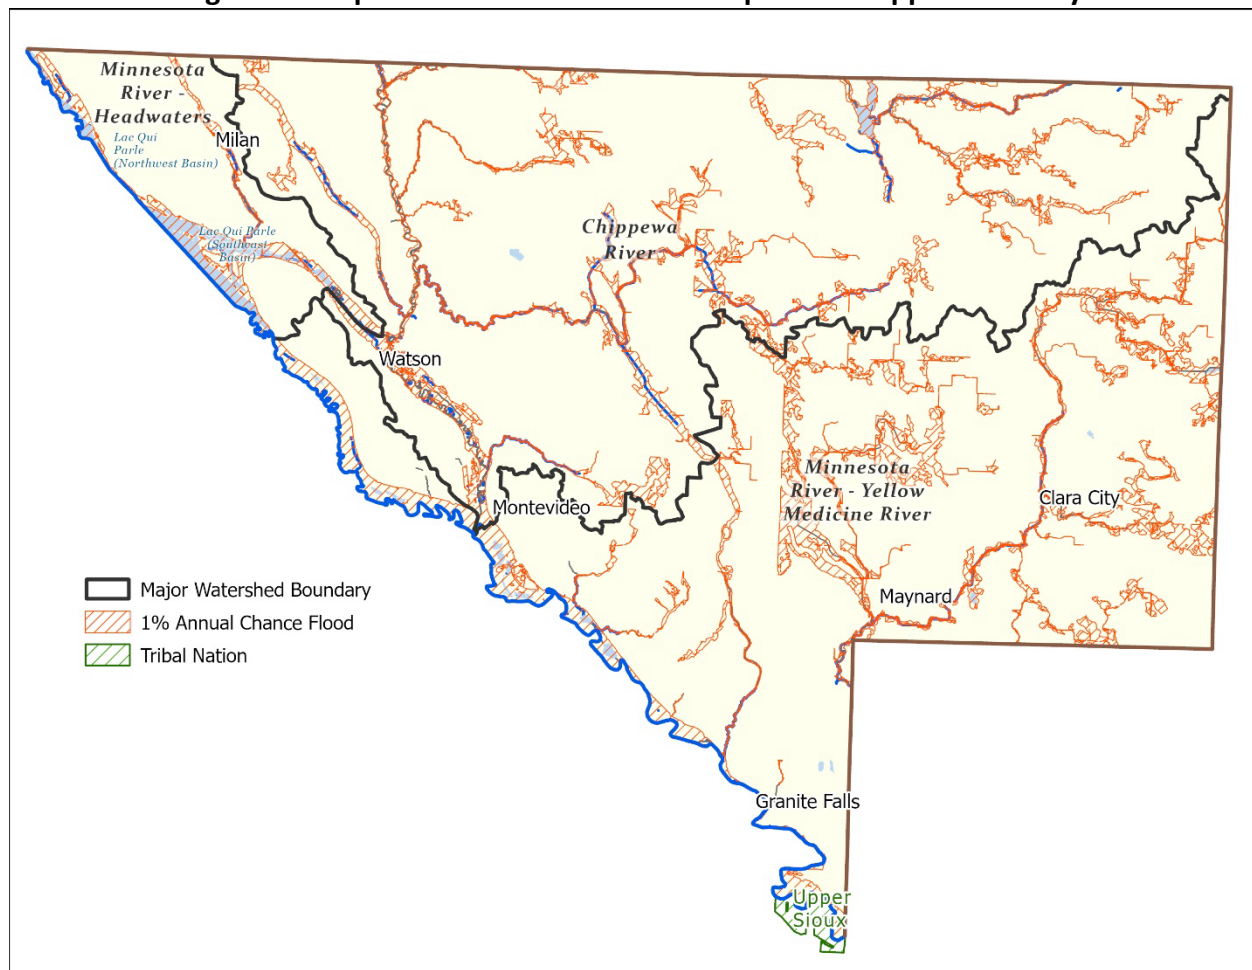 Minnesota
River -
Headwaters
Lac Qui
Parle
(Northwest Basin)
Milan
Lac Qui Parle
(Southeast
Basin)
Chippewa
River
Watson
Minnesota
River - Yellow
Medicine River
Montevideo
Clara City
Maynard
Major Watershed Boundary
1% Annual Chance Flood
Tribal Nation
Granite Falls
Upper
Sioux